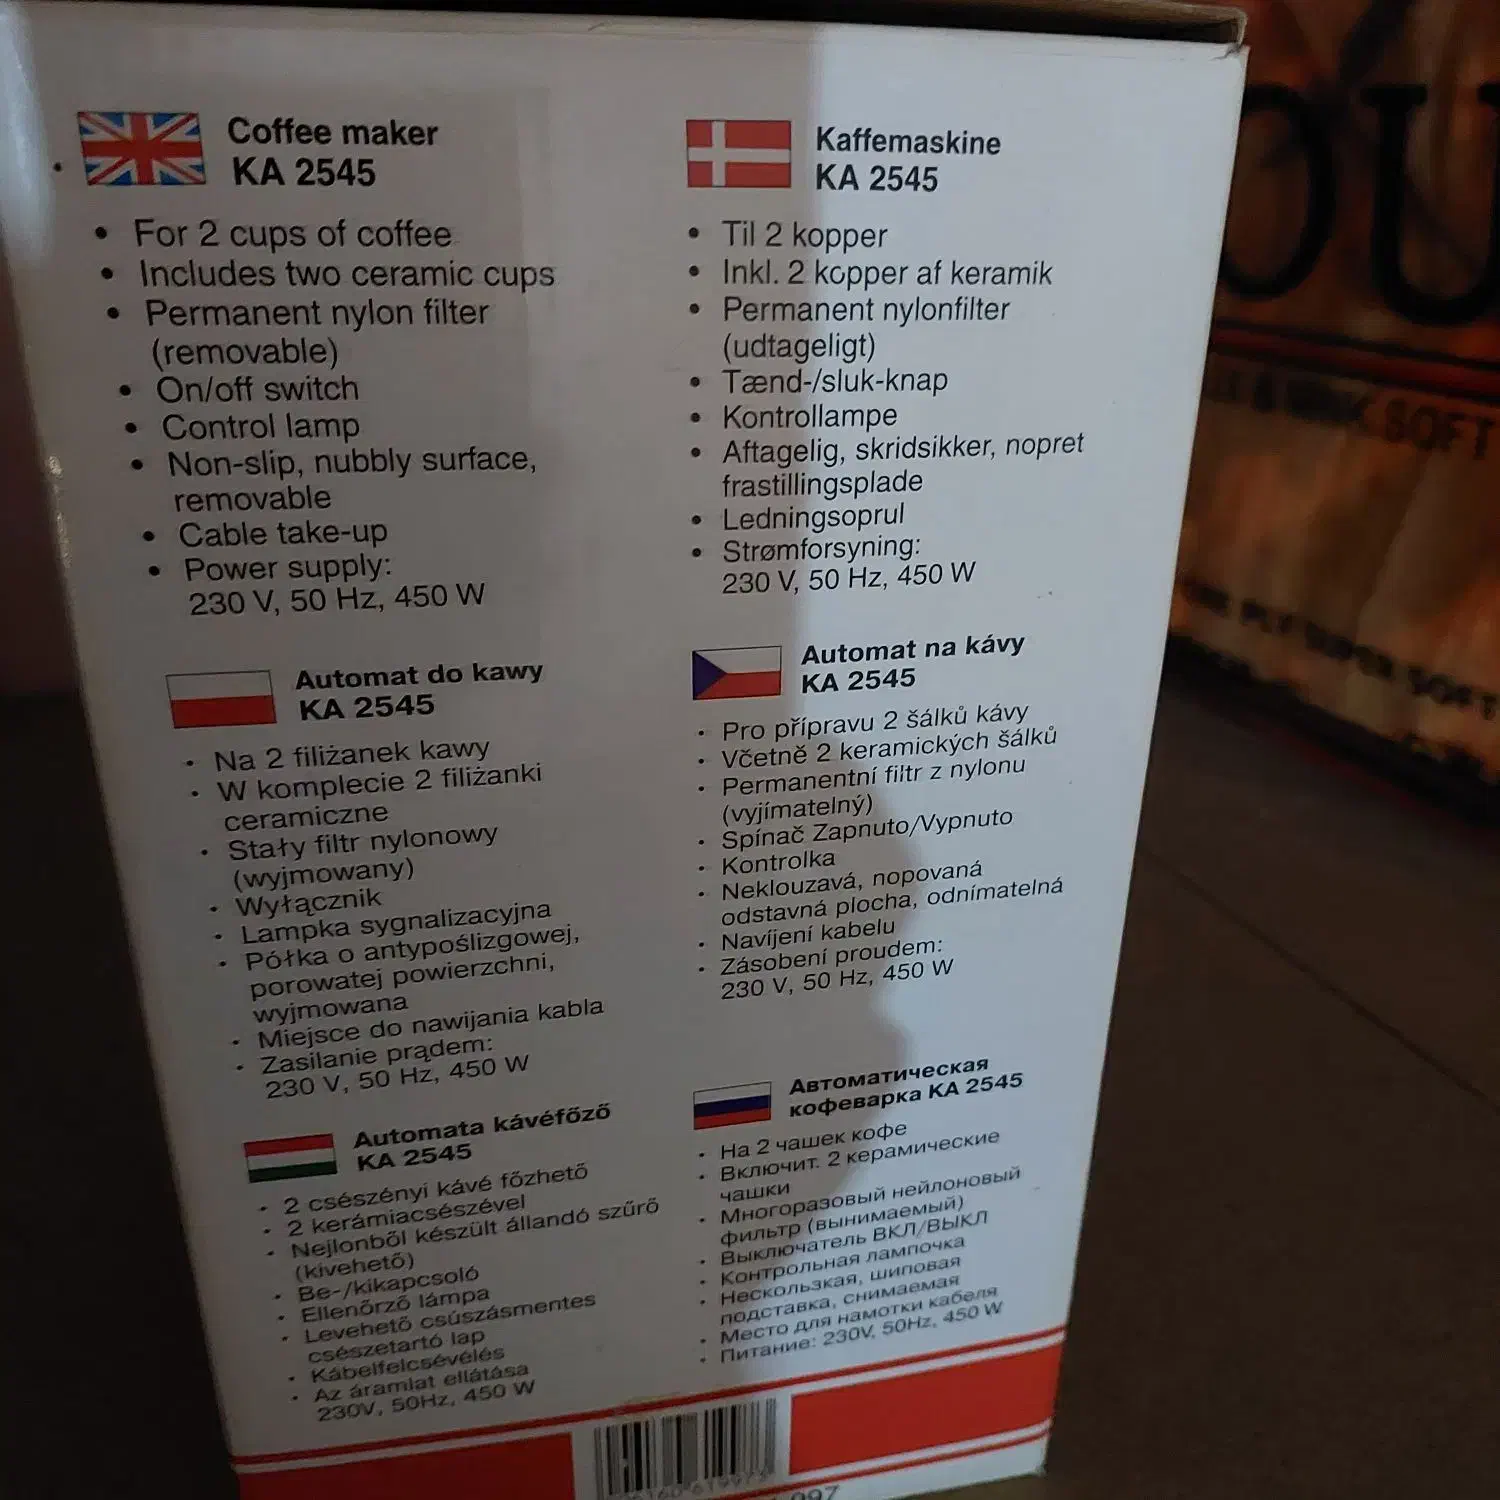 Coffee maker
KA 2545
• For 2 cups of coffee
• Includes two ceramic cups
• Permanent nylon filter
(removable)
• On/off switch
• Control lamp
• Non-slip, nubbly surface,
removable
• Cable take-up
• Power supply:
230 V, 50 Hz, 450 W
Kaffemaskine
KA 2545
• Til 2 kopper
• Inkl. 2 kopper af keramik
• Permanent nylonfilter
(udtageligt)
• Tænd-/sluk-knap
• Kontrollampe
• Aftagelig, skridsikker, nopret
frastillingsplade
• Ledningsoprul
• Strømforsyning:
230 V, 50 Hz, 450 W
Automat do kawy
KA 2545
• Na 2 filiżanek kawy
• W komplecie 2 filiżanki
ceramiczne
• Stały filtr nylonowy
(wyjmowany)
• Wyłącznik
• Lampka sygnalizacyjna
• Półka o antypoślizgowej,
porowatej powierzchni,
wyjmowana
• Miejsce do nawijania kabla
• Zasilanie prądem:
230 V, 50 Hz, 450 W
Automat na kávy
KA 2545
• Pro přípravu 2 šálků kávy
• Včetně 2 keramických šálků
• Permanentní filtr z nylonu
(vyjímatelný)
• Spínač Zapnuto/Vypnuto
• Kontrolka
• Neklouzavá, nopovaná
odstavná plocha, odnímatelná
• Navíjení kabelu
• Zásobení proudem:
230 V, 50 Hz, 450 W
Automata kávéfőző
KA 2545
• 2 csészényi kávé főzhető
• 2 kerámiacsészével
• Nejlonból készült állandó szűrő
(kivehető)
• Be-/kikapcsoló
• Ellenőrző lámpa
• Levehető csúszásmentes
csészetartó lap
• Kábelfelcsévélés
• Az áramlat ellátása
230V, 50Hz, 450 W
Автоматическая
кофеварка KA 2545
• На 2 чашек кофе
• Включит. 2 керамические
чашки
• Многоразовый нейлоновый
фильтр (вынимаемый)
• Выключатель ВКЛ/ВЫКЛ
• Контрольная лампочка
• Нескользкая, шиповая
подставка, снимаемая
• Место для намотки кабеля
• Питание: 230V, 50Hz, 450 W
OU
SOFT
PLY SUPER SOFT